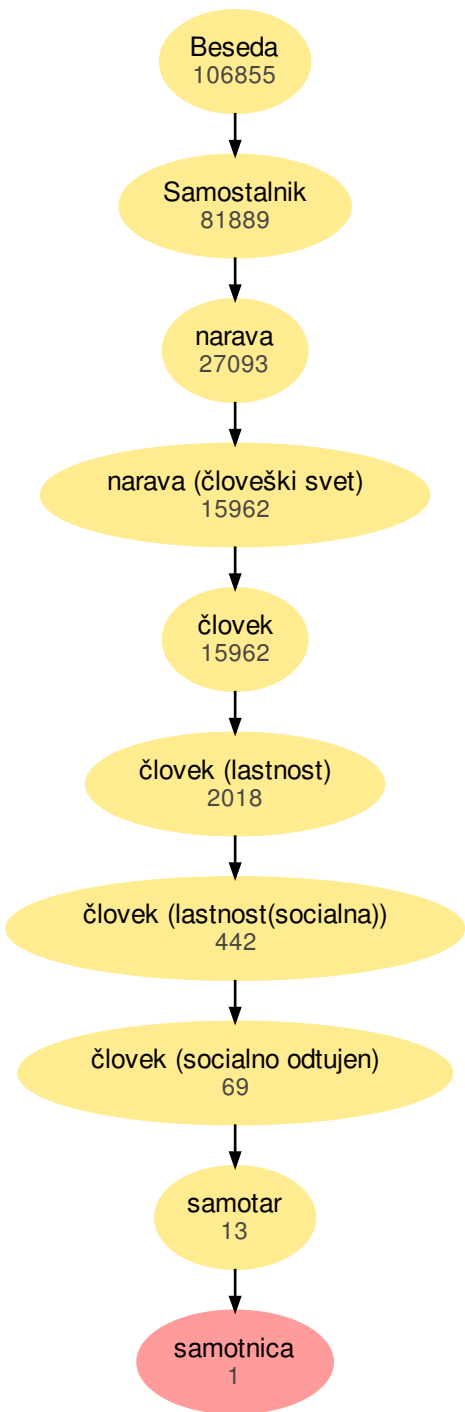 Beseda
106855
Samostalnik
81889
narava
27093
narava (človeški svet)
15962
človek
15962
človek (lastnost)
2018
človek (lastnost(socialna))
442
človek (socialno odtujen)
69
samotar
13
samotnica
1